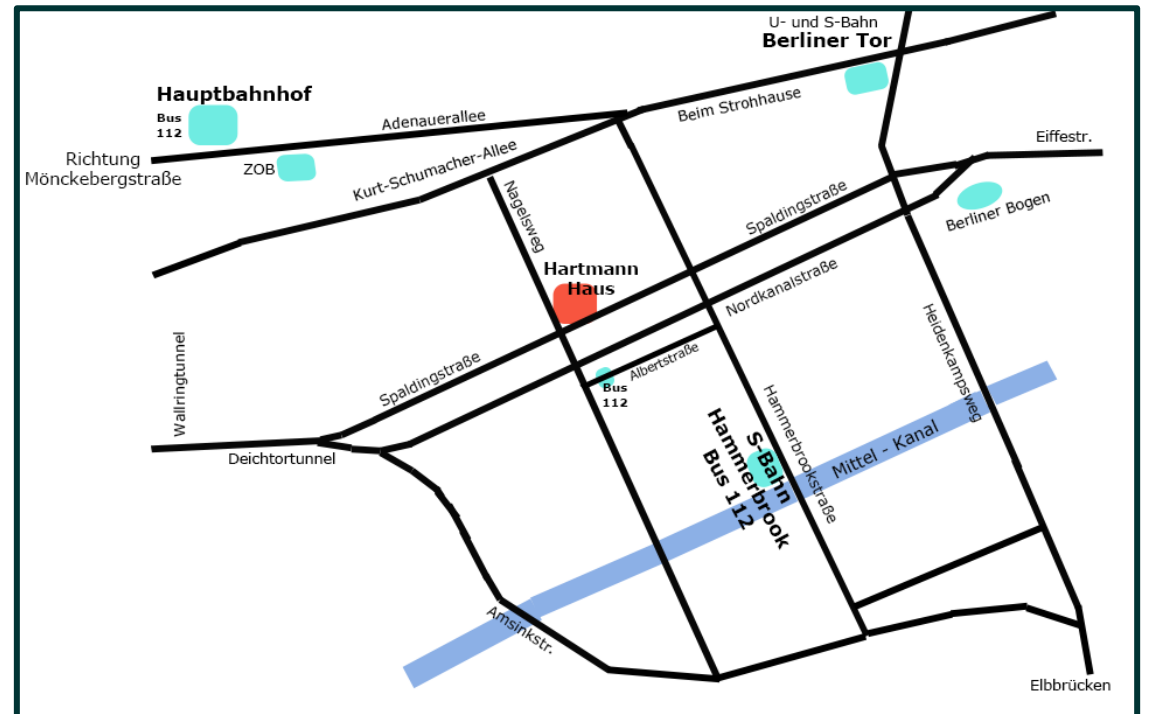 U- und S-Bahn
Berliner Tor
Hauptbahnhof
Bus
112
Adenauerallee
Beim Strohhause
Richtung
Mönckebergstraße
ZOB
Kurt-Schumacher-Allee
Eiffestr.
Nagelsweg
Spaldingstraße
Berliner Bogen
Hartmann
Haus
Nordkanalstraße
Heidenkampsweg
Wallringtunnel
Spaldingstraße
Albertstraße
Bus
112
Deichtortunnel
Hammerbrookstraße
S-Bahn
Hammerbrook
Bus 112
Mittel - Kanal
Amsinkstr.
Elbbrücken